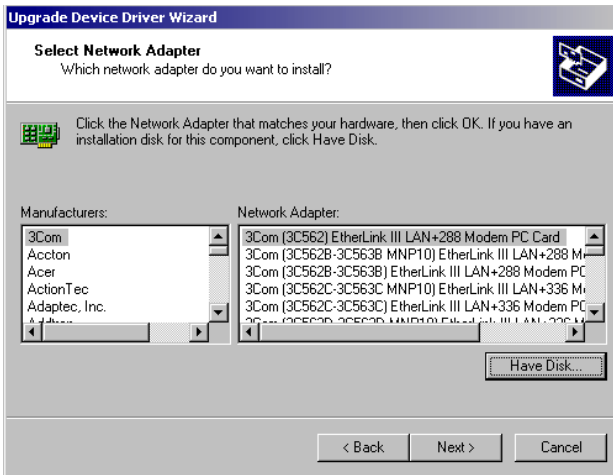 Upgrade Device Driver Wizard
Select Network Adapter
Which network adapter do you want to install?
Click the Network Adapter that matches your hardware, then click OK. If you have an
installation disk for this component, click Have Disk.
Manufacturers:
3Com
Accton
Acer
ActionTec
Adaptec, Inc.
Network Adapter:
3Com (3C562) EtherLink III LAN+288 Modem PC Card
3Com (3C562B-3C563B MNP10) EtherLink III LAN+288 M
3Com (3C562B-3C563B) EtherLink III LAN+288 Modem PC
3Com (3C562C-3C563C MNP10) EtherLink III LAN+336 M
3Com (3C562C-3C563C) EtherLink III LAN+336 Modem PC
Have Disk...
< Back
Next >
Cancel